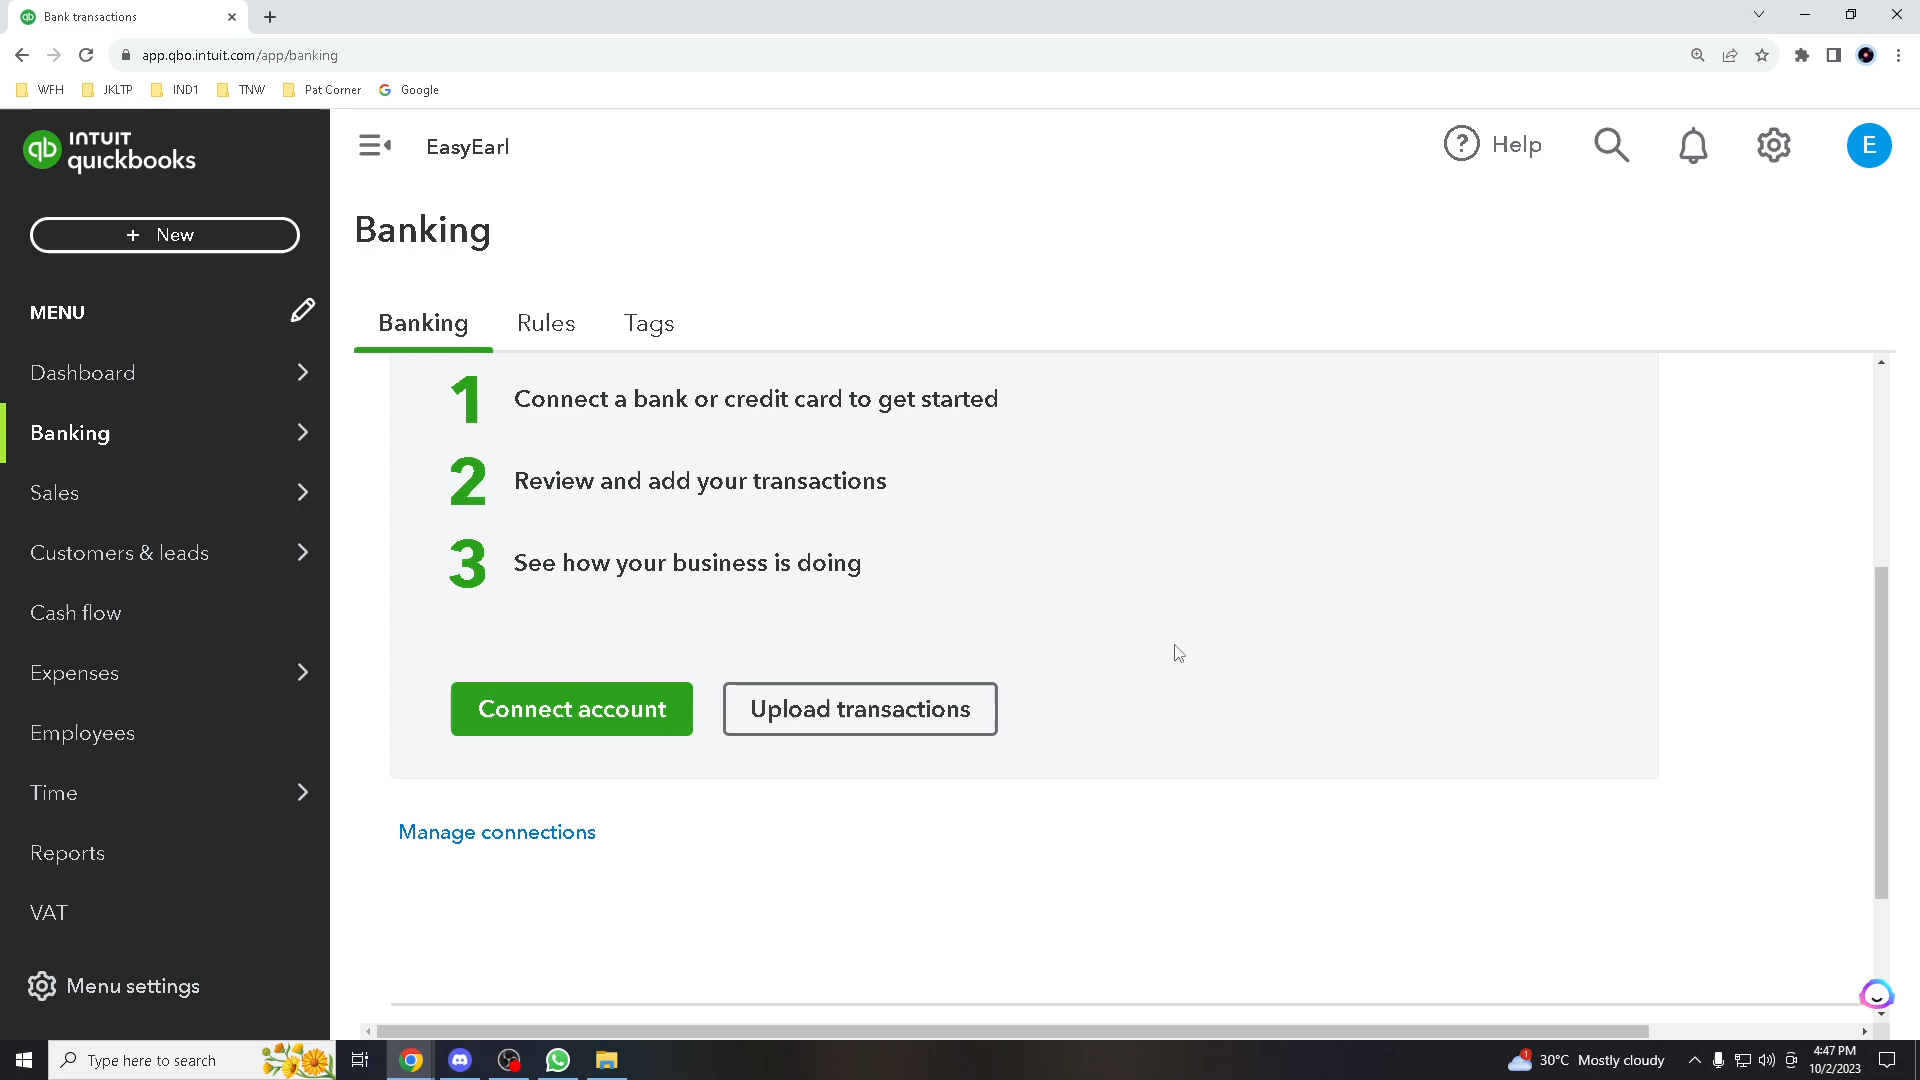 Bank transactions
app.qbo.intuit.com/app/banking
WFH JKLTP IND1 TNW Pat Corner Google
INTUIT
quickbooks
EasyEarl
Help
E
+ New
Banking
MENU
Banking Rules Tags
Dashboard
Banking
Sales
Customers & leads
Cash flow
Expenses
Employees
Time
Reports
VAT
Menu settings
1 Connect a bank or credit card to get started
2 Review and add your transactions
3 See how your business is doing
Connect account Upload transactions
Manage connections
Type here to search
1
30°C Mostly cloudy
4:47 PM
10/2/2023